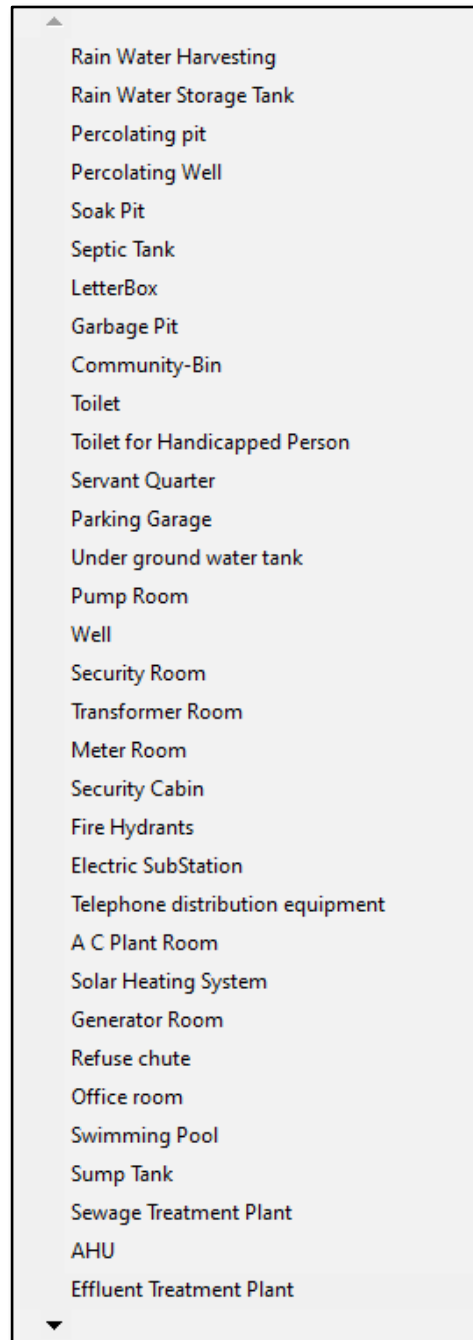 Rain Water Harvesting
Rain Water Storage Tank
Percolating pit
Percolating Well
Soak Pit
Septic Tank
LetterBox
Garbage Pit
Community-Bin
Toilet
Toilet for Handicapped Person
Servant Quarter
Parking Garage
Under ground water tank
Pump Room
Well
Security Room
Transformer Room
Meter Room
Security Cabin
Fire Hydrants
Electric SubStation
Telephone distribution equipment
A C Plant Room
Solar Heating System
Generator Room
Refuse chute
Office room
Swimming Pool
Sump Tank
Sewage Treatment Plant
AHU
Effluent Treatment Plant